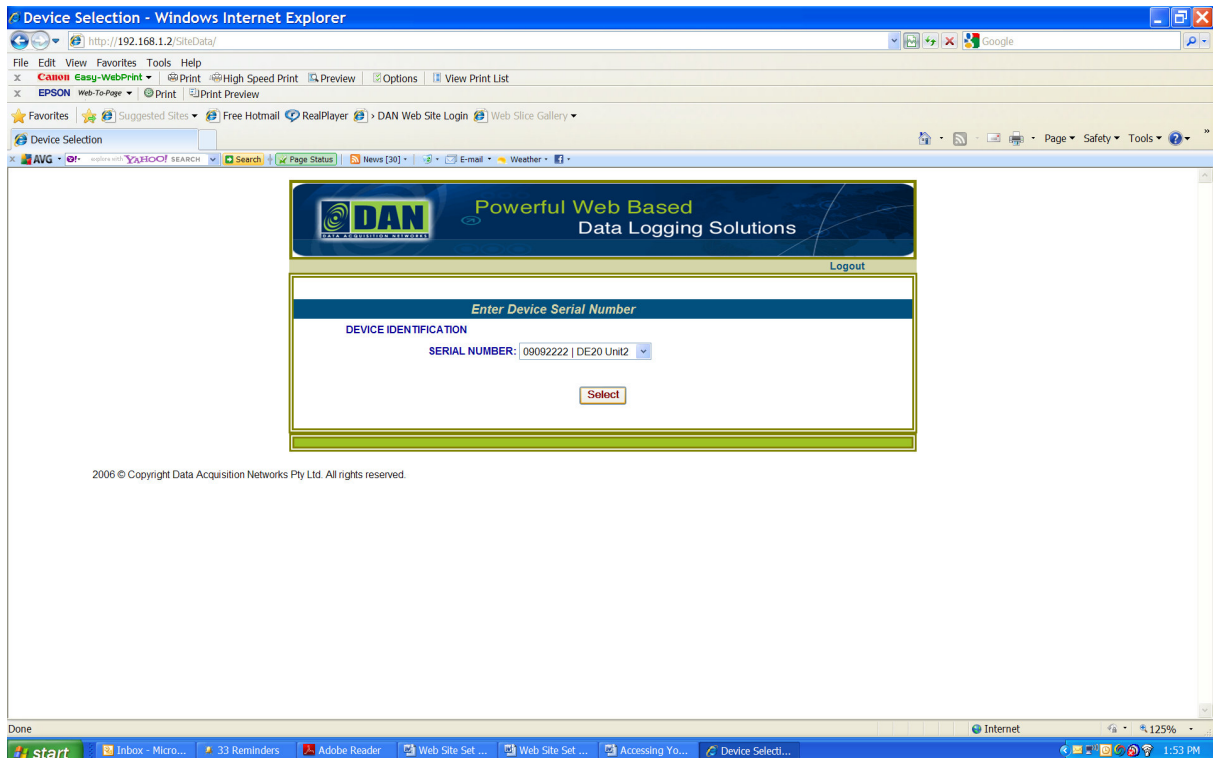 Device Selection - Windows Internet Explorer
http://192.168.1.2/SiteData/
Google
File Edit View Favorites Tools Help
x Canon Easy-WebPrint Print High Speed Print Preview Options View Print List
x EPSON Web-To-Page Print Print Preview
Favorites Suggested Sites Free Hotmail RealPlayer › DAN Web Site Login Web Slice Gallery
Device Selection
Page Safety Tools »
x AVG explore with YAHOO! SEARCH Search Page Status News [30] E-mail Weather
DAN
DATA ACQUISITION NETWORKS
Powerful Web Based
Data Logging Solutions
Logout
Enter Device Serial Number
DEVICE IDENTIFICATION
SERIAL NUMBER: 09092222 | DE20 Unit2
Select
2006 © Copyright Data Acquisition Networks Pty Ltd. All rights reserved.
Done
Internet
125%
start
Inbox - Micro...
33 Reminders
Adobe Reader
Web Site Set ...
Web Site Set ...
Accessing Yo...
Device Selecti...
1:53 PM